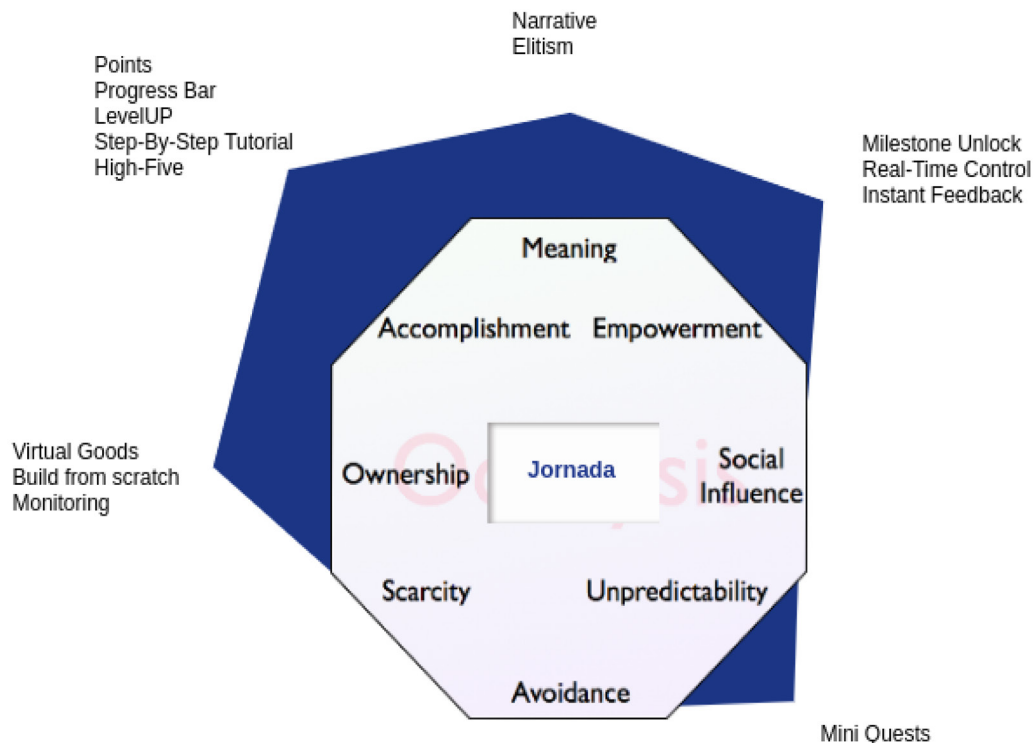 Narrative
Elitism
Points
Progress Bar
LevelUP
Step-By-Step Tutorial
High-Five
Milestone Unlock
Real-Time Control
Instant Feedback
Meaning
Accomplishment
Empowerment
Virtual Goods
Build from scratch
Monitoring
Ownership
Jornada
Social
Influence
Scarcity
Unpredictability
Avoidance
Mini Quests